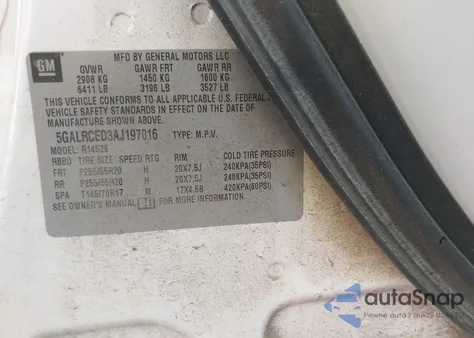 GM
MFD BY GENERAL MOTORS LLC
GVWR GAWR FRT GAWR RR
2908 KG 1450 KG 1600 KG
6411 LB 3196 LB 3527 LB
THIS VEHICLE CONFORMS TO ALL APPLICABLE U.S. FEDERAL
VEHICLE SAFETY STANDARDS IN EFFECT ON THE DATE OF
MANUFACTURE SHOWN ABOVE.
5GALRCED3AJ197016 TYPE: M.P.V.
MODEL: R14526
TIRE SIZE SPEED RTG RIM COLD TIRE PRESSURE
FRT P255/55R20 H 20X7.5J 240KPA(35PSI)
RR P255/55R20 H 20X7.5J 240KPA(35PSI)
SPA T145/70R17 17X4.5B 420KPA(60PSI)
SEE OWNER'S MANUAL FOR MORE INFORMATION.
autoSnap
Pewne auta z aukcji USA